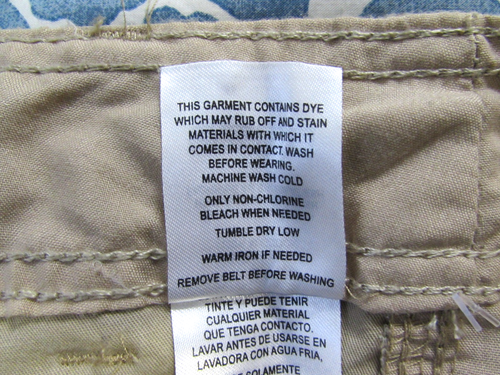 THIS GARMENT CONTAINS DYE
WHICH MAY RUB OFF AND STAIN
MATERIALS WITH WHICH IT
COMES IN CONTACT. WASH
BEFORE WEARING.
MACHINE WASH COLD
ONLY NON-CHLORINE
BLEACH WHEN NEEDED
TUMBLE DRY LOW
WARM IRON IF NEEDED
REMOVE BELT BEFORE WASHING
TINTE Y PUEDE TENIR
CUALQUIER MATERIAL
QUE TENGA CONTACTO.
LAVAR ANTES DE USARSE EN
LAVADORA CON AGUA FRIA,
SOLAMENTE